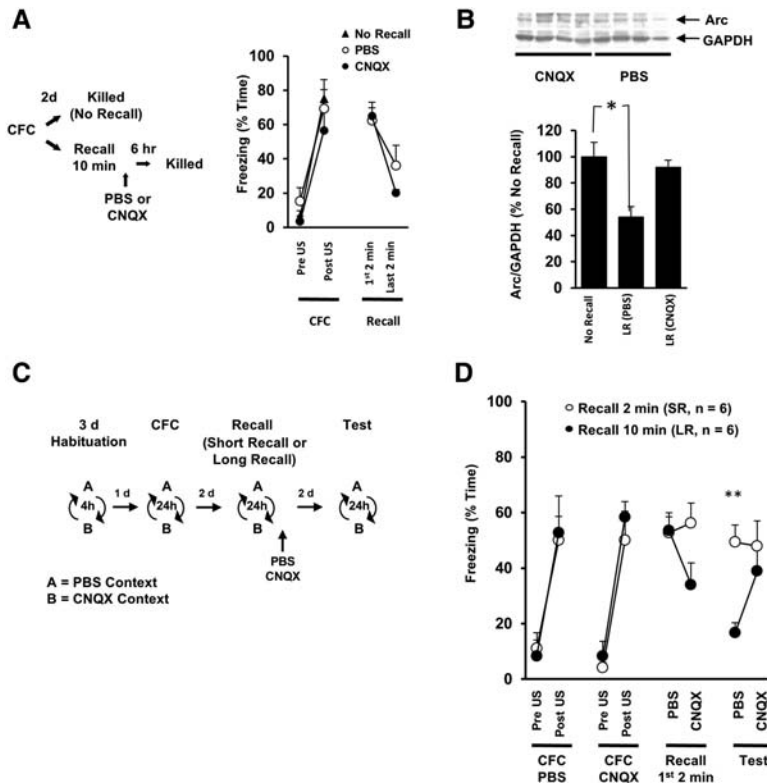 A
No Recall
PBS
CNQX
2d
Killed
(No Recall)
CFC
Recall
10 min
6 hr
Killed
PBS or
CNQX
Freezing (% Time)
100
80
60
40
20
0
Pre US
Post US
1st 2 min
Last 2 min
CFC
Recall
B
Arc
GAPDH
CNQX
PBS
*
Arc/GAPDH (% No Recall)
120
100
80
60
40
20
0
No Recall
LR (PBS)
LR (CNQX)
C
3 d
Habituation
CFC
Recall
(Short Recall or
Long Recall)
Test
A
4h
B
1 d
A
24h
B
2 d
A
24h
B
2 d
A
24h
B
PBS
CNQX
A = PBS Context
B = CNQX Context
D
Recall 2 min (SR, n = 6)
Recall 10 min (LR, n = 6)
Freezing (% Time)
100
80
60
40
20
0
**
Pre US
Post US
Pre US
Post US
PBS
CNQX
PBS
CNQX
CFC
PBS
CFC
CNQX
Recall
1st 2 min
Test